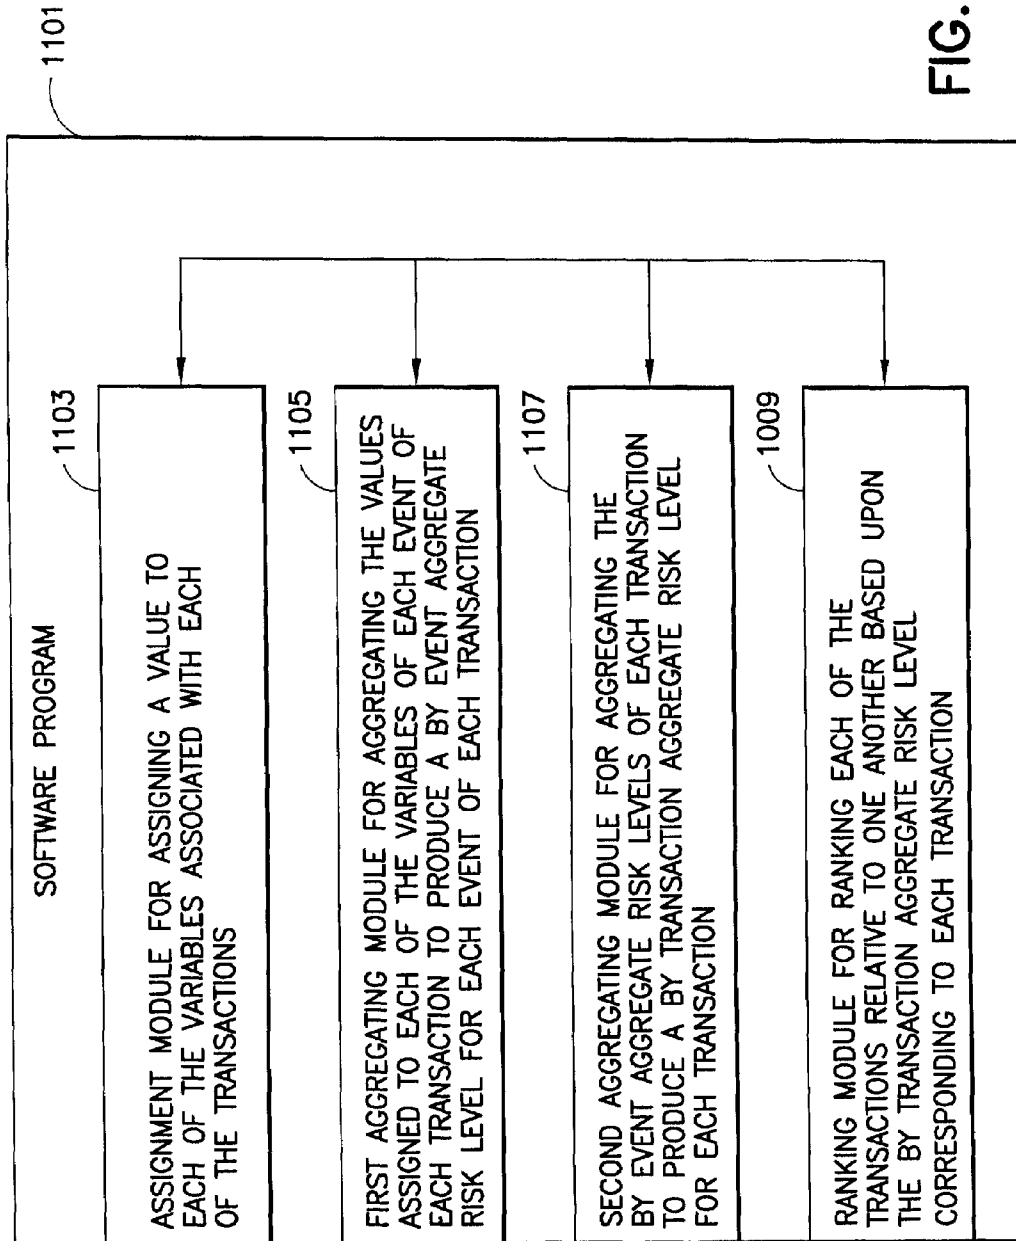 SOFTWARE PROGRAM
1101
1103
ASSIGNMENT MODULE FOR ASSIGNING A VALUE TO
EACH OF THE VARIABLES ASSOCIATED WITH EACH
OF THE TRANSACTIONS
1105
FIRST AGGREGATING MODULE FOR AGGREGATING THE VALUES
ASSIGNED TO EACH OF THE VARIABLES OF EACH EVENT OF
EACH TRANSACTION TO PRODUCE A BY EVENT AGGREGATE
RISK LEVEL FOR EACH EVENT OF EACH TRANSACTION
1107
SECOND AGGREGATING MODULE FOR AGGREGATING THE
BY EVENT AGGREGATE RISK LEVELS OF EACH TRANSACTION
TO PRODUCE A BY TRANSACTION AGGREGATE RISK LEVEL
FOR EACH TRANSACTION
1009
RANKING MODULE FOR RANKING EACH OF THE
TRANSACTIONS RELATIVE TO ONE ANOTHER BASED UPON
THE BY TRANSACTION AGGREGATE RISK LEVEL
CORRESPONDING TO EACH TRANSACTION
FIG.